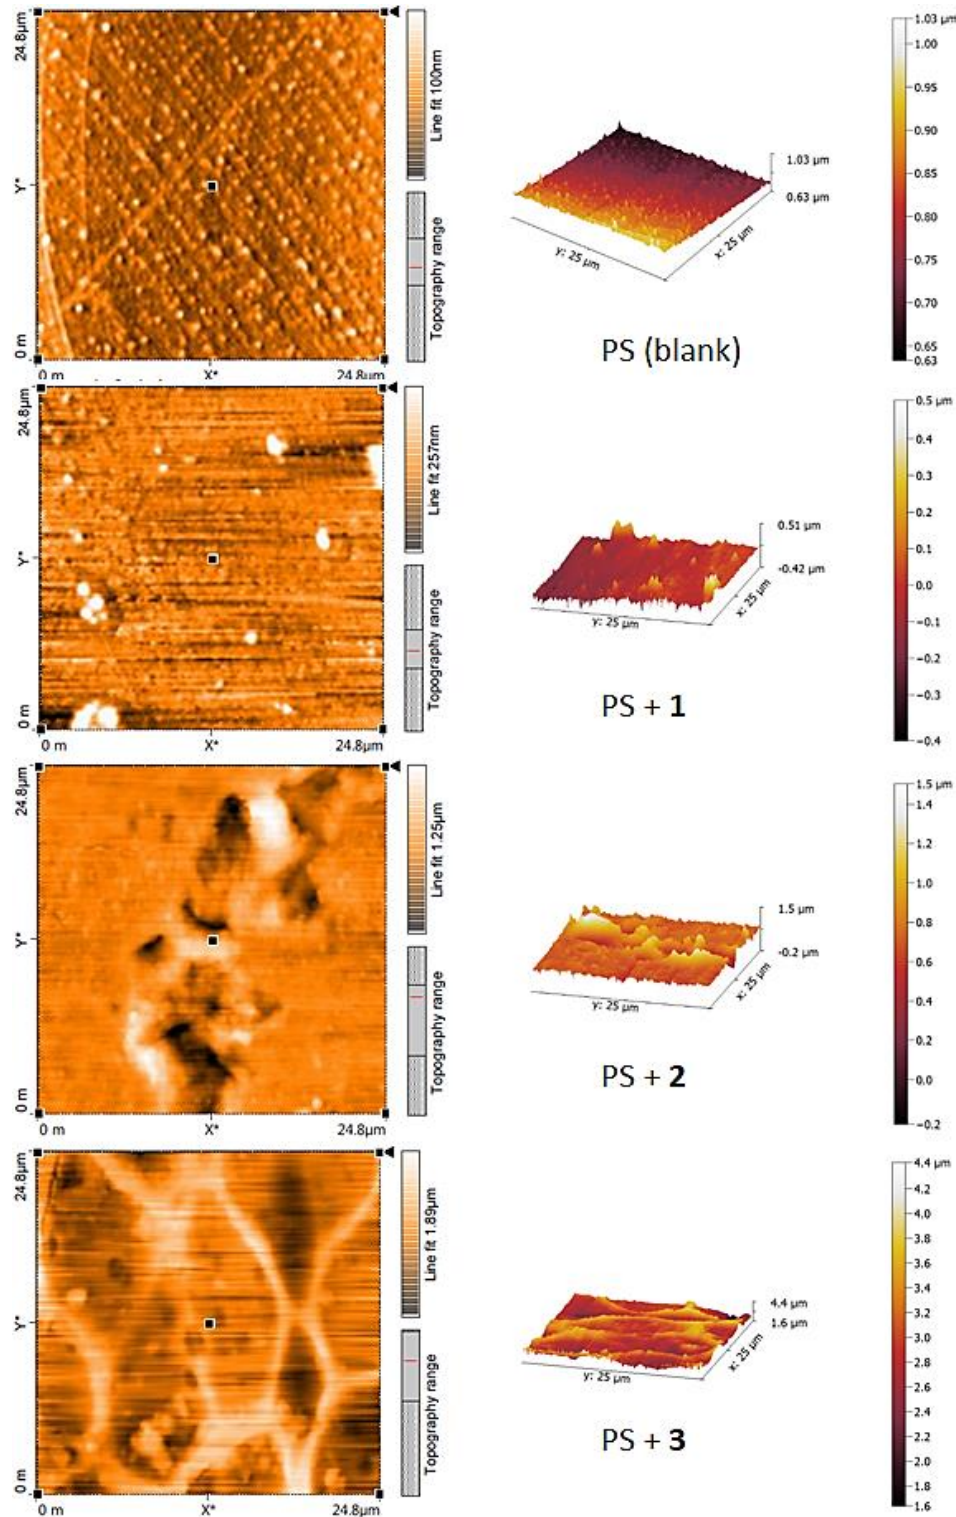 24.8µm
Y*
0 m
0 m
X*
24.8µm
Line fit 100nm
Topography range
1.03 µm
0.63 µm
x: 25 µm
y: 25 µm
PS (blank)
1.03 µm
1.00
0.95
0.90
0.85
0.80
0.75
0.70
0.65
0.63
24.8µm
Y*
0 m
0 m
X*
24.8µm
Line fit 257nm
Topography range
0.51 µm
-0.42 µm
x: 25 µm
y: 25 µm
PS + 1
0.5 µm
0.4
0.3
0.2
0.1
0.0
−0.1
−0.2
−0.3
−0.4
24.8µm
Y*
0 m
0 m
X*
24.8µm
Line fit 1.25µm
Topography range
1.5 µm
-0.2 µm
x: 25 µm
y: 25 µm
PS + 2
1.5 µm
1.4
1.2
1.0
0.8
0.6
0.4
0.2
0.0
−0.2
24.8µm
Y*
0 m
0 m
X*
24.8µm
Line fit 1.89µm
Topography range
4.4 µm
1.6 µm
x: 25 µm
y: 25 µm
PS + 3
4.4 µm
4.2
4.0
3.8
3.6
3.4
3.2
3.0
2.8
2.6
2.4
2.2
2.0
1.8
1.6